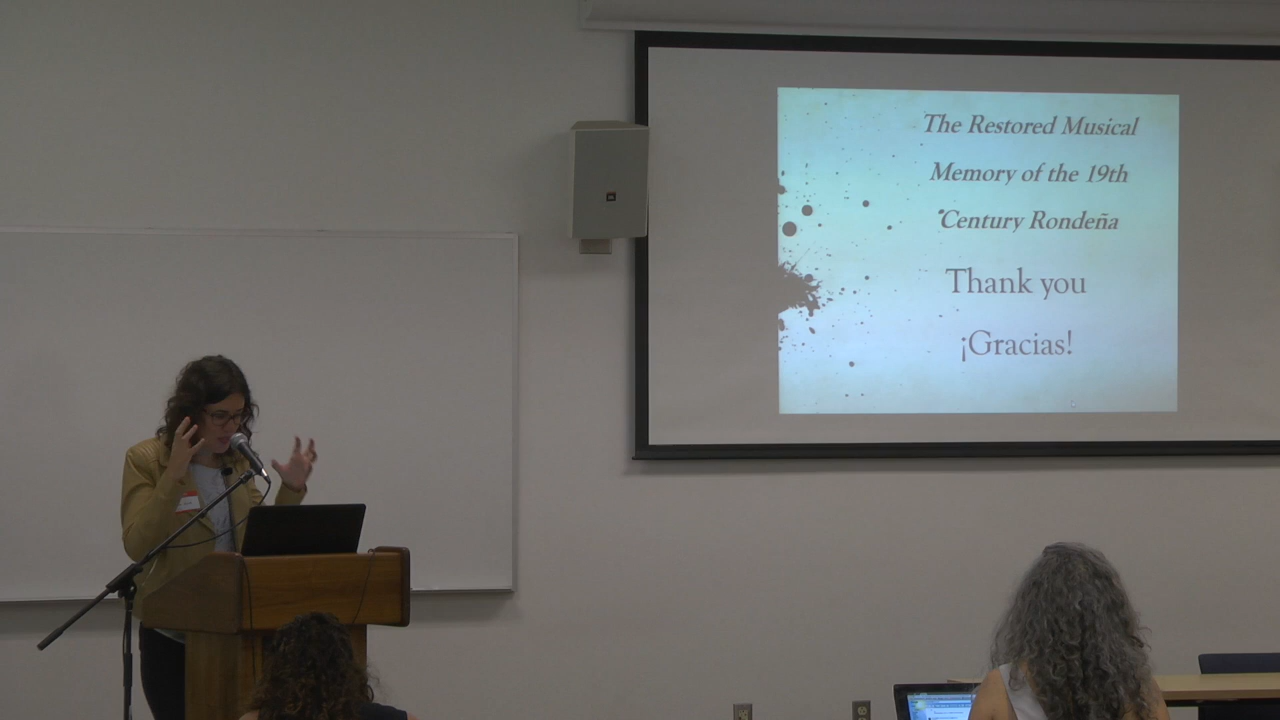 The Restored Musical
Memory of the 19th
Century Rondeña
Thank you
¡Gracias!